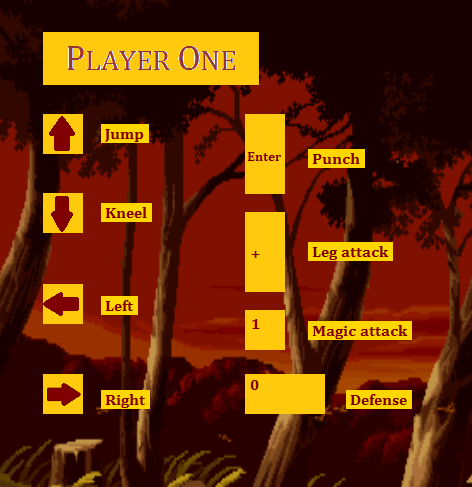 PLAYER ONE
Jump
Enter
Punch
Kneel
+
Leg attack
Left
1
Magic attack
Right
0
Defense